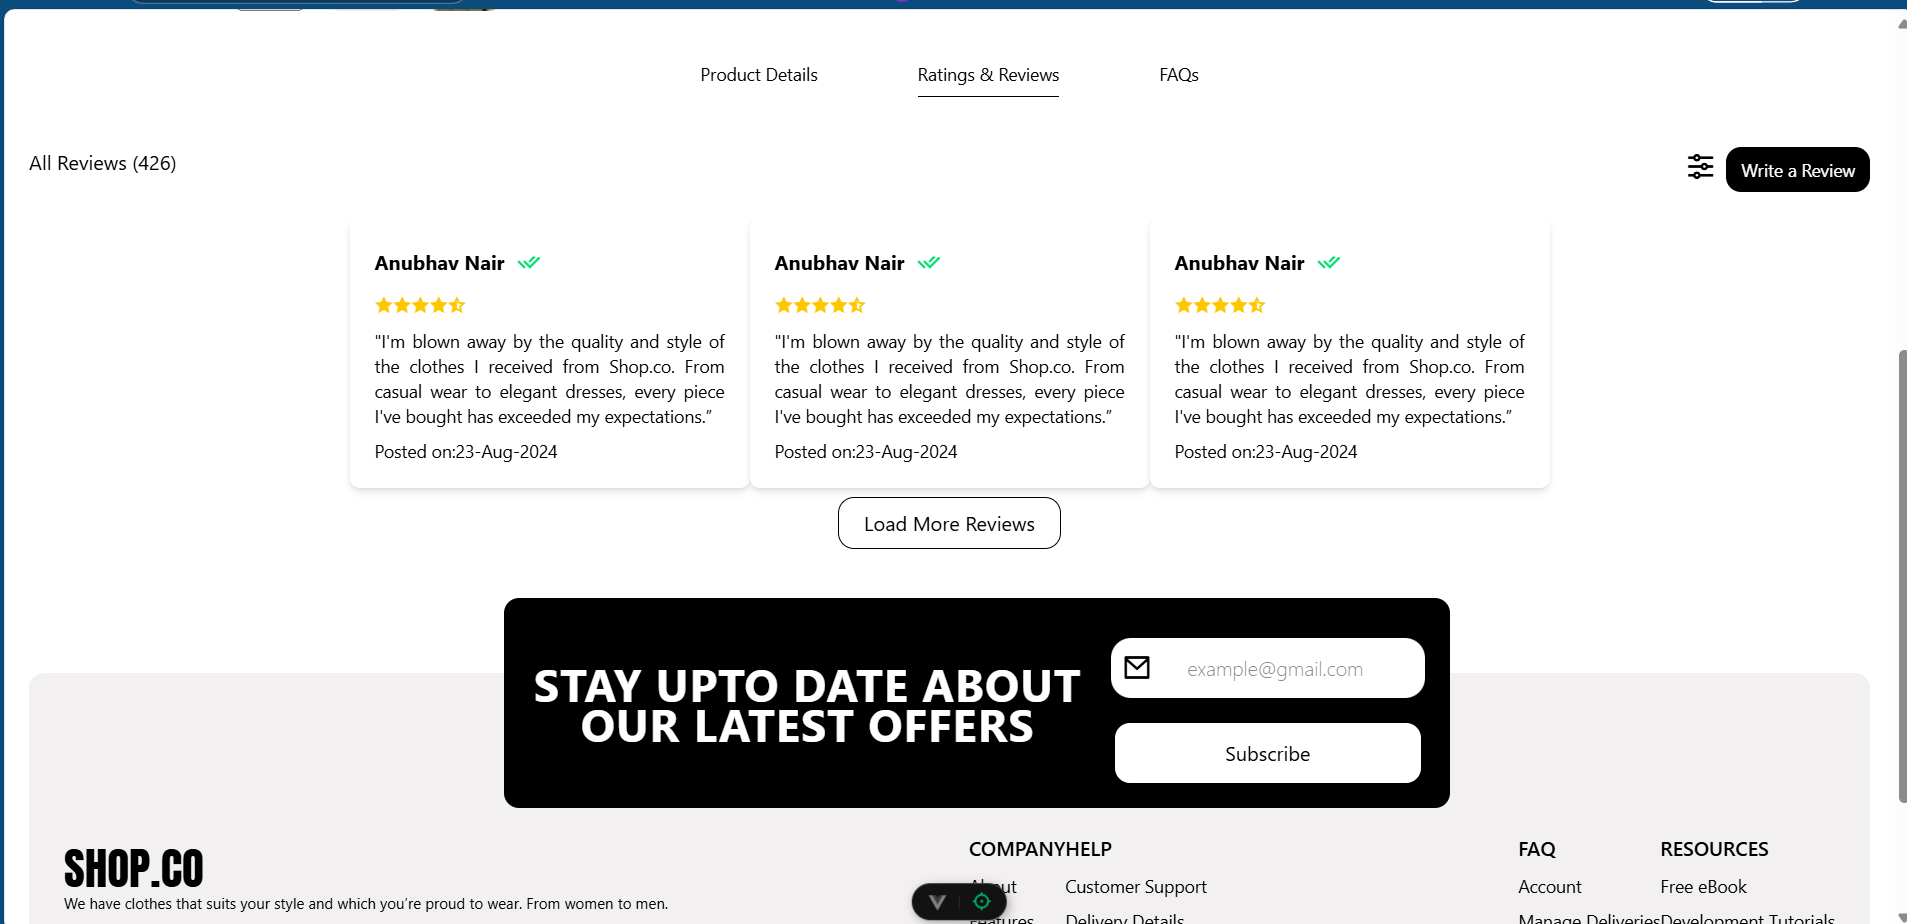 Product Details
Ratings & Reviews
FAQs
All Reviews (426)
Write a Review
Anubhav Nair
"I'm blown away by the quality and style of
the clothes I received from Shop.co. From
casual wear to elegant dresses, every piece
I've bought has exceeded my expectations.”
Posted on:23-Aug-2024
Anubhav Nair
"I'm blown away by the quality and style of
the clothes I received from Shop.co. From
casual wear to elegant dresses, every piece
I've bought has exceeded my expectations.”
Posted on:23-Aug-2024
Anubhav Nair
"I'm blown away by the quality and style of
the clothes I received from Shop.co. From
casual wear to elegant dresses, every piece
I've bought has exceeded my expectations.”
Posted on:23-Aug-2024
Load More Reviews
STAY UPTO DATE ABOUT
OUR LATEST OFFERS
example@gmail.com
Subscribe
SHOP.CO
We have clothes that suits your style and which you’re proud to wear. From women to men.
COMPANY
About
Features
HELP
Customer Support
Delivery Details
FAQ
Account
Manage Deliveries
RESOURCES
Free eBook
Development Tutorials